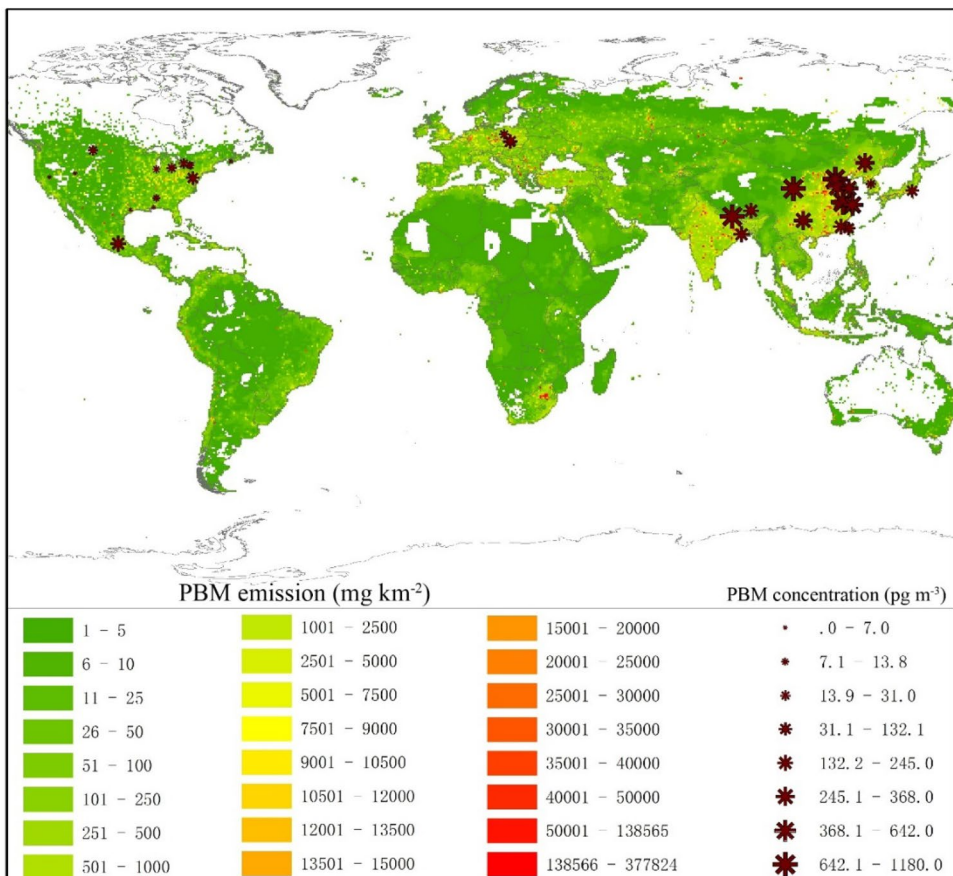 PBM emission (mg km-2)
PBM concentration (pg m-3)
1 - 5
6 - 10
11 - 25
26 - 50
51 - 100
101 - 250
251 - 500
501 - 1000
1001 - 2500
2501 - 5000
5001 - 7500
7501 - 9000
9001 - 10500
10501 - 12000
12001 - 13500
13501 - 15000
15001 - 20000
20001 - 25000
25001 - 30000
30001 - 35000
35001 - 40000
40001 - 50000
50001 - 138565
138566 - 377824
.0 - 7.0
7.1 - 13.8
13.9 - 31.0
31.1 - 132.1
132.2 - 245.0
245.1 - 368.0
368.1 - 642.0
642.1 - 1180.0